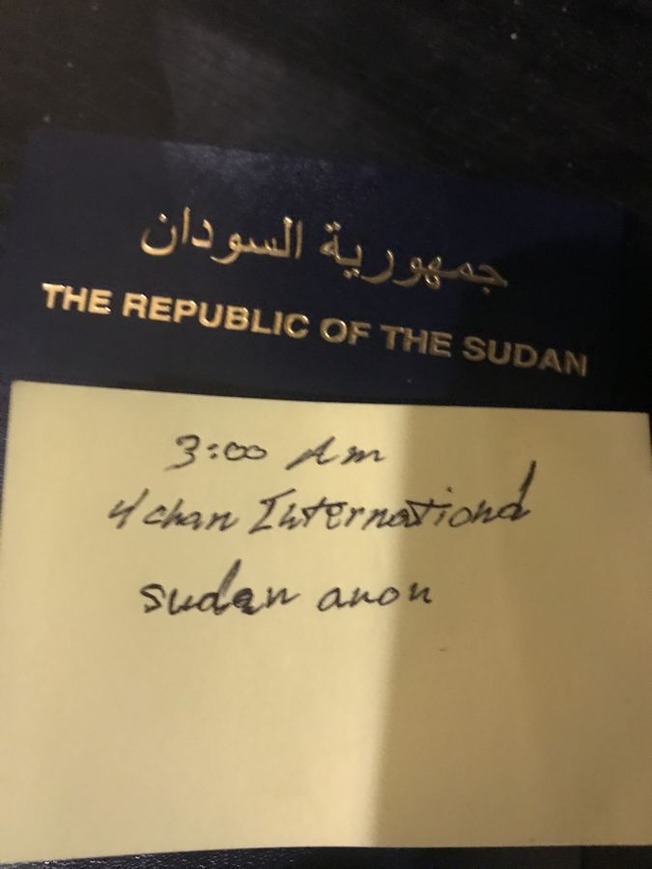 جمهورية السودان
THE REPUBLIC OF THE SUDAN
3:00 Am
4chan International
sudan anon